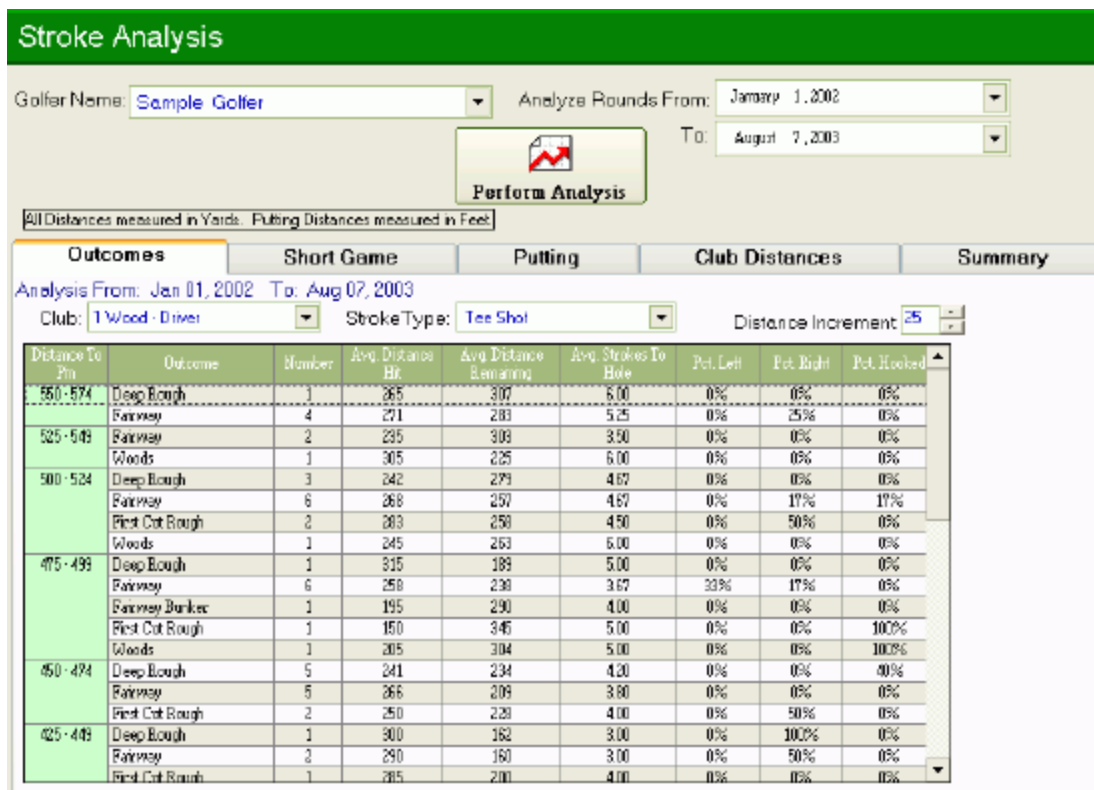 Stroke Analysis
Golfer Name: Sample Golfer Analyze Rounds From: January 1, 2002
To: August 7, 2003
Perform Analysis
All Distances measured in Yards. Putting Distances measured in Feet.
Outcomes Short Game Putting Club Distances Summary
Analysis From: Jan 01, 2002 To: Aug 07, 2003
Club: 1 Wood - Driver Stroke Type: Tee Shot Distance Increment 25
Distance To Pin Outcome Number Avg. Distance Hit Avg Distance Remaining Avg. Strokes To Hole Pct. Left Pct. Right Pct. Hooked
550 - 574 Deep Rough 1 265 307 6.00 0% 0% 0%
Fairway 4 271 283 5.25 0% 25% 0%
525 - 549 Fairway 2 235 303 3.50 0% 0% 0%
Woods 1 305 225 6.00 0% 0% 0%
500 - 524 Deep Rough 3 242 279 4.67 0% 0% 0%
Fairway 6 268 257 4.67 0% 17% 17%
First Cut Rough 2 283 258 4.50 0% 50% 0%
Woods 1 245 263 6.00 0% 0% 0%
475 - 499 Deep Rough 1 315 189 5.00 0% 0% 0%
Fairway 6 258 238 3.67 33% 17% 0%
Fairway Bunker 1 195 290 4.00 0% 0% 0%
First Cut Rough 1 150 345 5.00 0% 0% 100%
Woods 1 205 304 5.00 0% 0% 100%
450 - 474 Deep Rough 5 241 234 4.20 0% 0% 40%
Fairway 5 266 209 3.80 0% 0% 0%
First Cut Rough 2 250 228 4.00 0% 50% 0%
425 - 449 Deep Rough 1 300 162 3.00 0% 100% 0%
Fairway 2 290 160 3.00 0% 50% 0%
First Cut Rough 1 285 200 4.00 0% 0% 0%